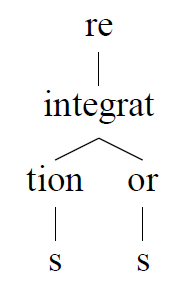 re
integrat
tion or
s s